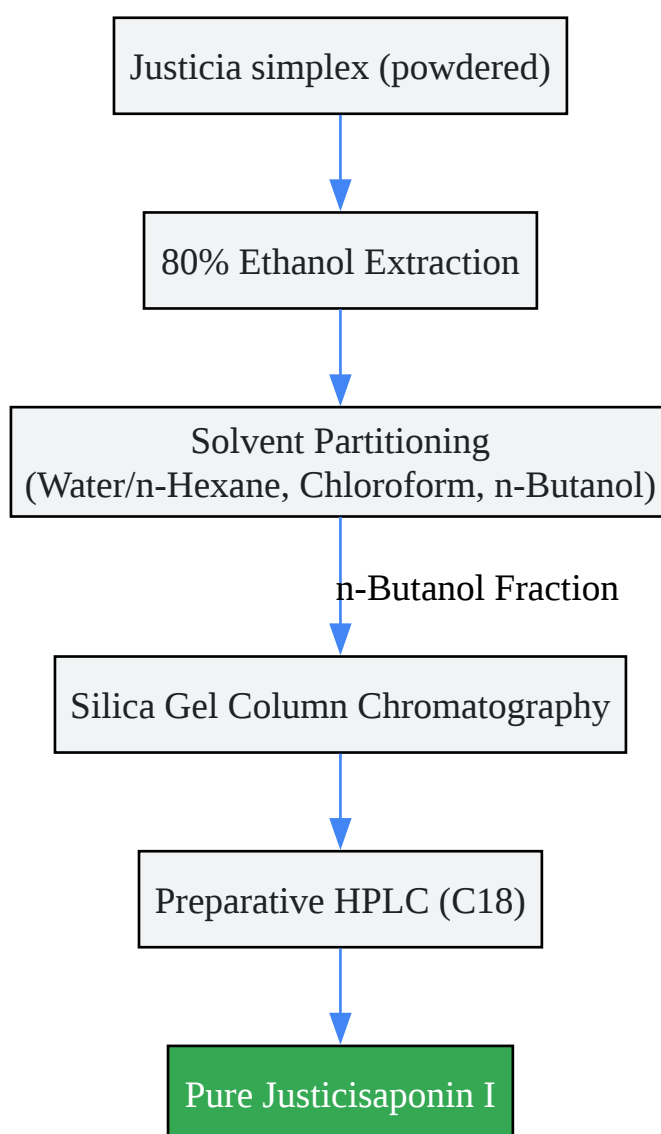 Justicia simplex (powdered)
80% Ethanol Extraction
Solvent Partitioning
(Water/n-Hexane, Chloroform, n-Butanol)
n-Butanol Fraction
Silica Gel Column Chromatography
Preparative HPLC (C18)
Pure Justicisaponin I